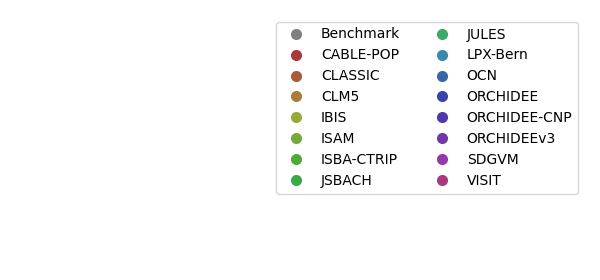 Benchmark
CABLE-POP
CLASSIC
CLM5
IBIS
ISAM
ISBA-CTRIP
JSBACH
JULES
LPX-Bern
OCN
ORCHIDEE
ORCHIDEE-CNP
ORCHIDEEv3
SDGVM
VISIT